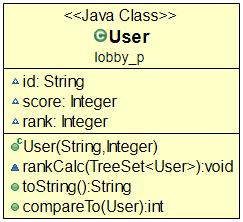 <<Java Class>>
User
lobby_p
id: String
score: Integer
rank: Integer
User(String,Integer)
rankCalc(TreeSet<User>):void
toString():String
compareTo(User):int